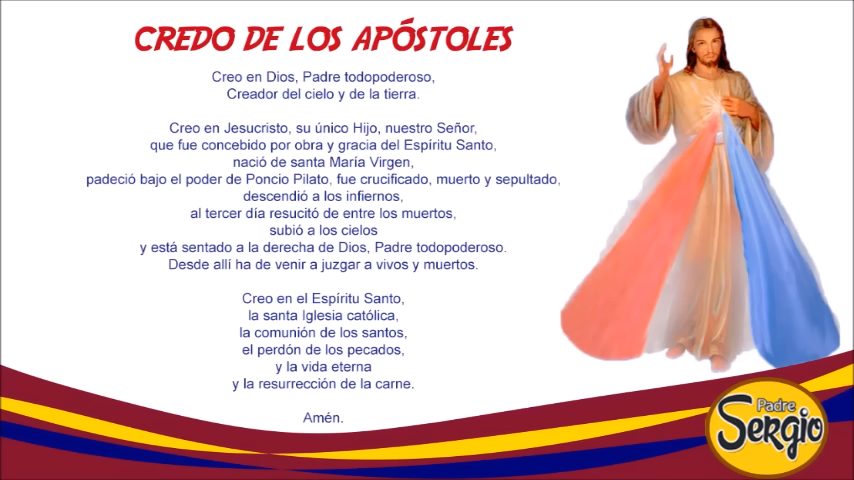 CREDO DE LOS APÓSTOLES
Creo en Dios, Padre todopoderoso,
Creador del cielo y de la tierra.
Creo en Jesucristo, su único Hijo, nuestro Señor,
que fue concebido por obra y gracia del Espíritu Santo,
nació de santa María Virgen,
padeció bajo el poder de Poncio Pilato, fue crucificado, muerto y sepultado,
descendió a los infiernos,
al tercer día resucitó de entre los muertos,
subió a los cielos
y está sentado a la derecha de Dios, Padre todopoderoso.
Desde allí ha de venir a juzgar a vivos y muertos.
Creo en el Espíritu Santo,
la santa Iglesia católica,
la comunión de los santos,
el perdón de los pecados,
y la vida eterna
y la resurrección de la carne.
Amén.
Padre
Sergio